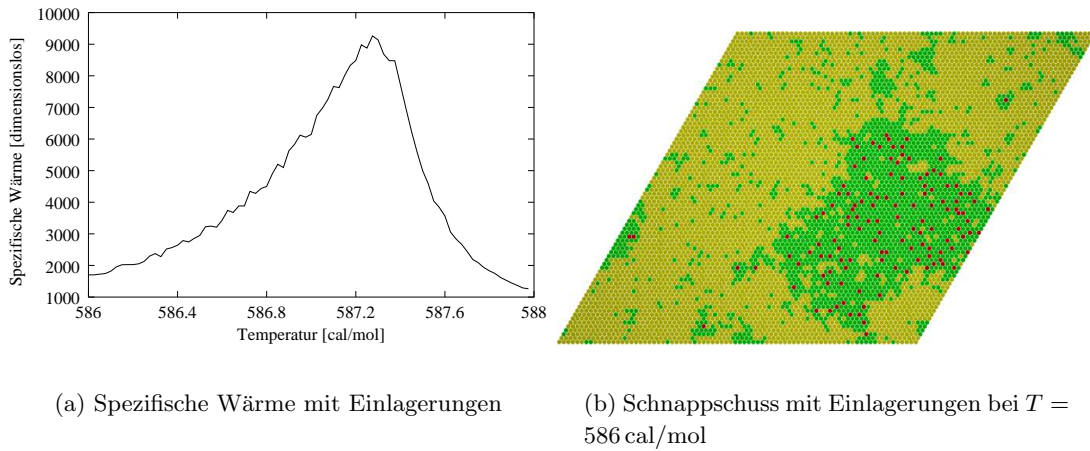 10000
9000
8000
7000
6000
5000
4000
3000
2000
1000
Spezifische Wärme [dimensionslos]
586 586.4 586.8 587.2 587.6 588
Temperatur [cal/mol]
(a) Spezifische Wärme mit Einlagerungen
(b) Schnappschuss mit Einlagerungen bei T =
586 cal/mol